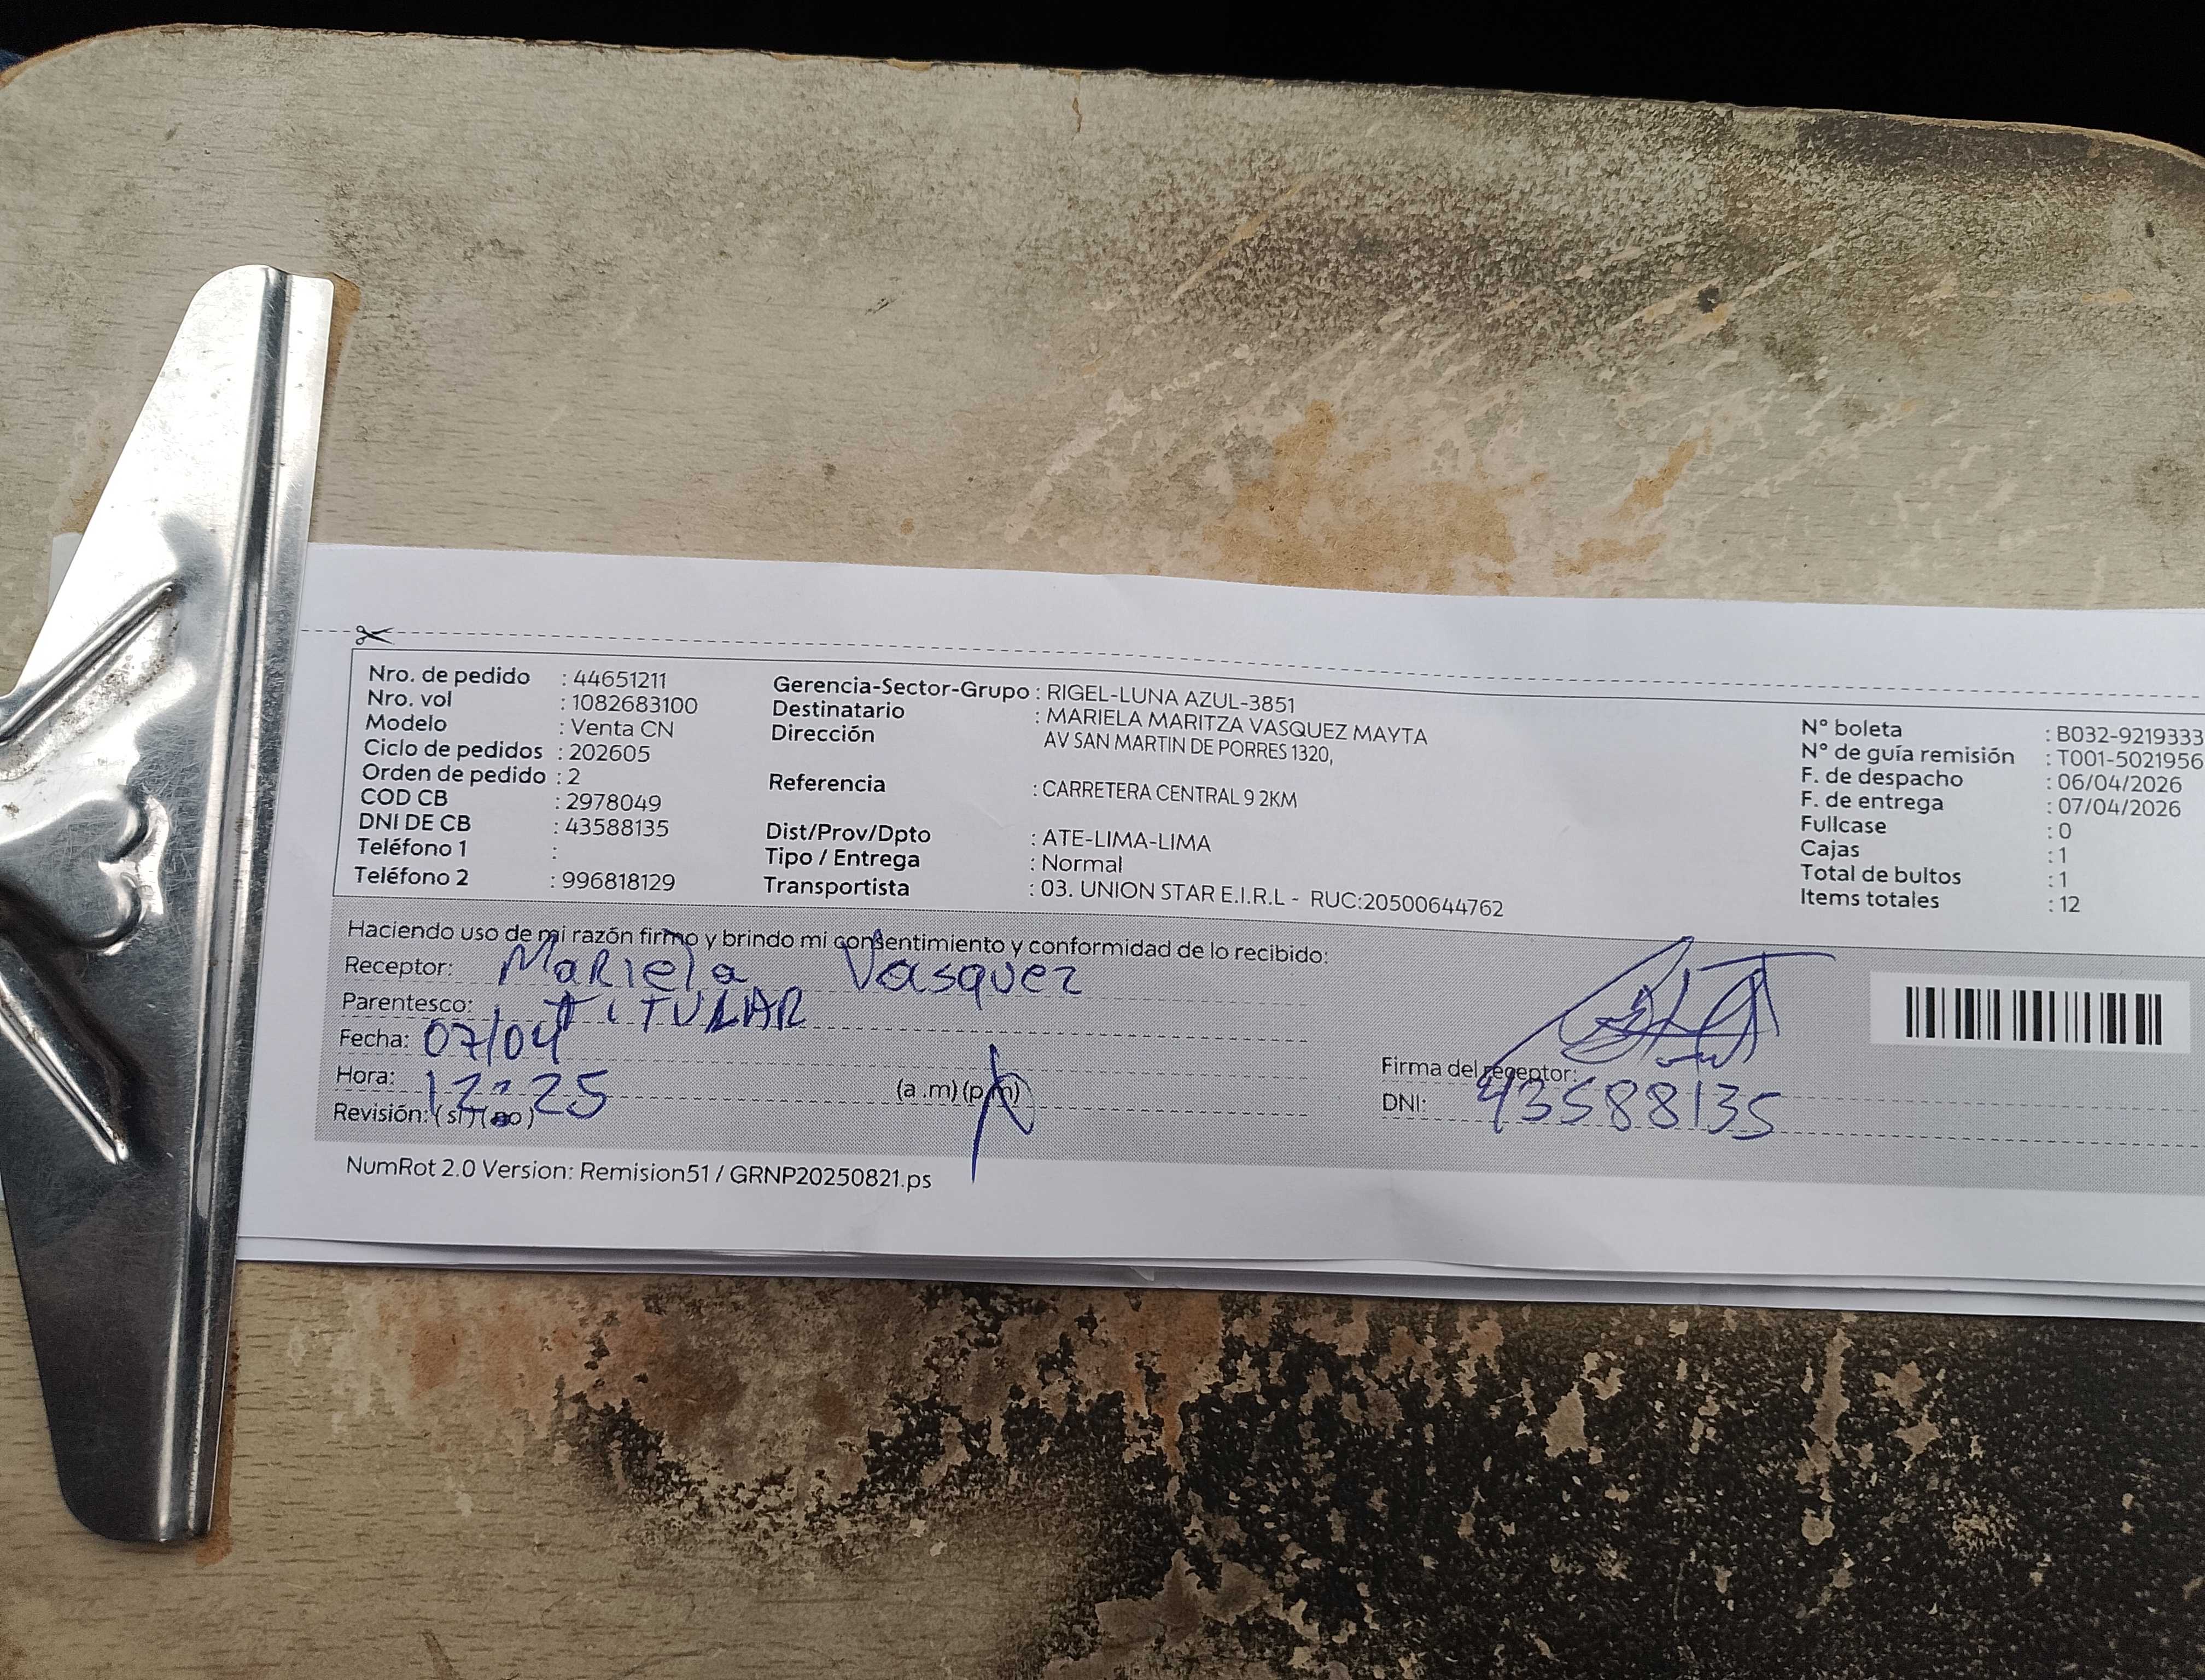 Nro. de pedido : 44651211
Nro. vol : 1082683100
Modelo : Venta CN
Ciclo de pedidos : 202605
Orden de pedido : 2
COD CB : 2978049
DNI DE CB : 43588135
Teléfono 1 :
Teléfono 2 : 996818129
Gerencia-Sector-Grupo : RIGEL-LUNA AZUL-3851
Destinatario : MARIELA MARITZA VASQUEZ MAYTA
Dirección AV SAN MARTIN DE PORRES 1320,
Referencia : CARRETERA CENTRAL 9 2KM
Dist/Prov/Dpto : ATE-LIMA-LIMA
Tipo / Entrega : Normal
Transportista : 03. UNION STAR E.I.R.L - RUC:20500644762
N° boleta : B032-9219333
N° de guía remisión : T001-5021956
F. de despacho : 06/04/2026
F. de entrega : 07/04/2026
Fullcase : 0
Cajas : 1
Total de bultos : 1
Items totales : 12
Haciendo uso de mi razón firmo y brindo mi consentimiento y conformidad de lo recibido:
Receptor: Mariela Vasquez
Parentesco: TITULAR
Fecha: 07/04
Hora: 12:25 (a .m) (p.m)
Revisión: ( si ) ( no )
Firma del receptor:
DNI: 43588135
NumRot 2.0 Version: Remision51 / GRNP20250821.ps